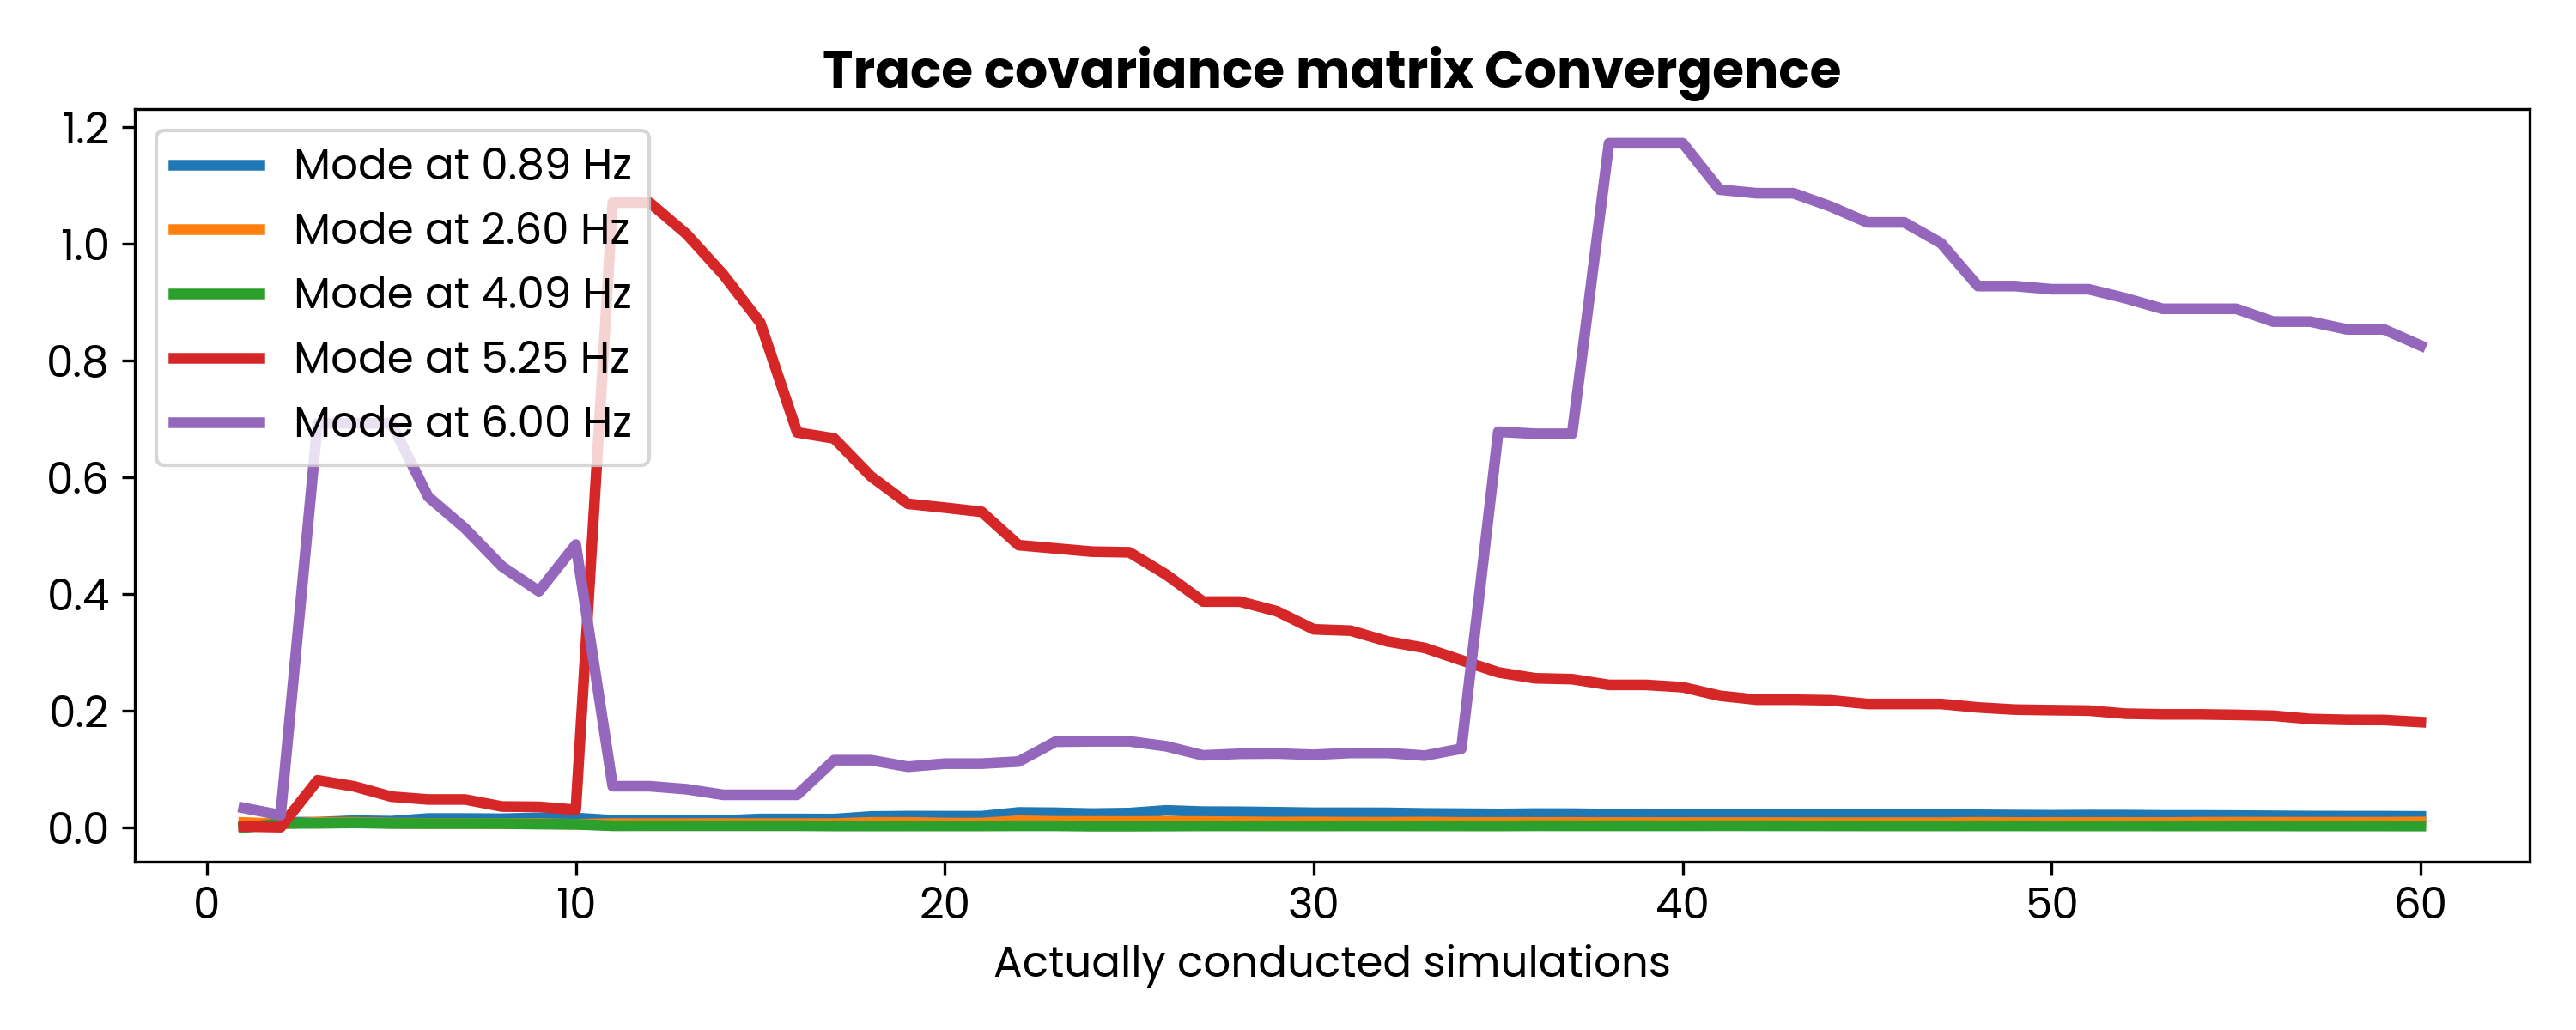 Trace covariance matrix Convergence
1.2
1.0
0.8
0.6
0.4
0.2
0.0
Mode at 0.89 Hz
Mode at 2.60 Hz
Mode at 4.09 Hz
Mode at 5.25 Hz
Mode at 6.00 Hz
0 10 20 30 40 50 60
Actually conducted simulations